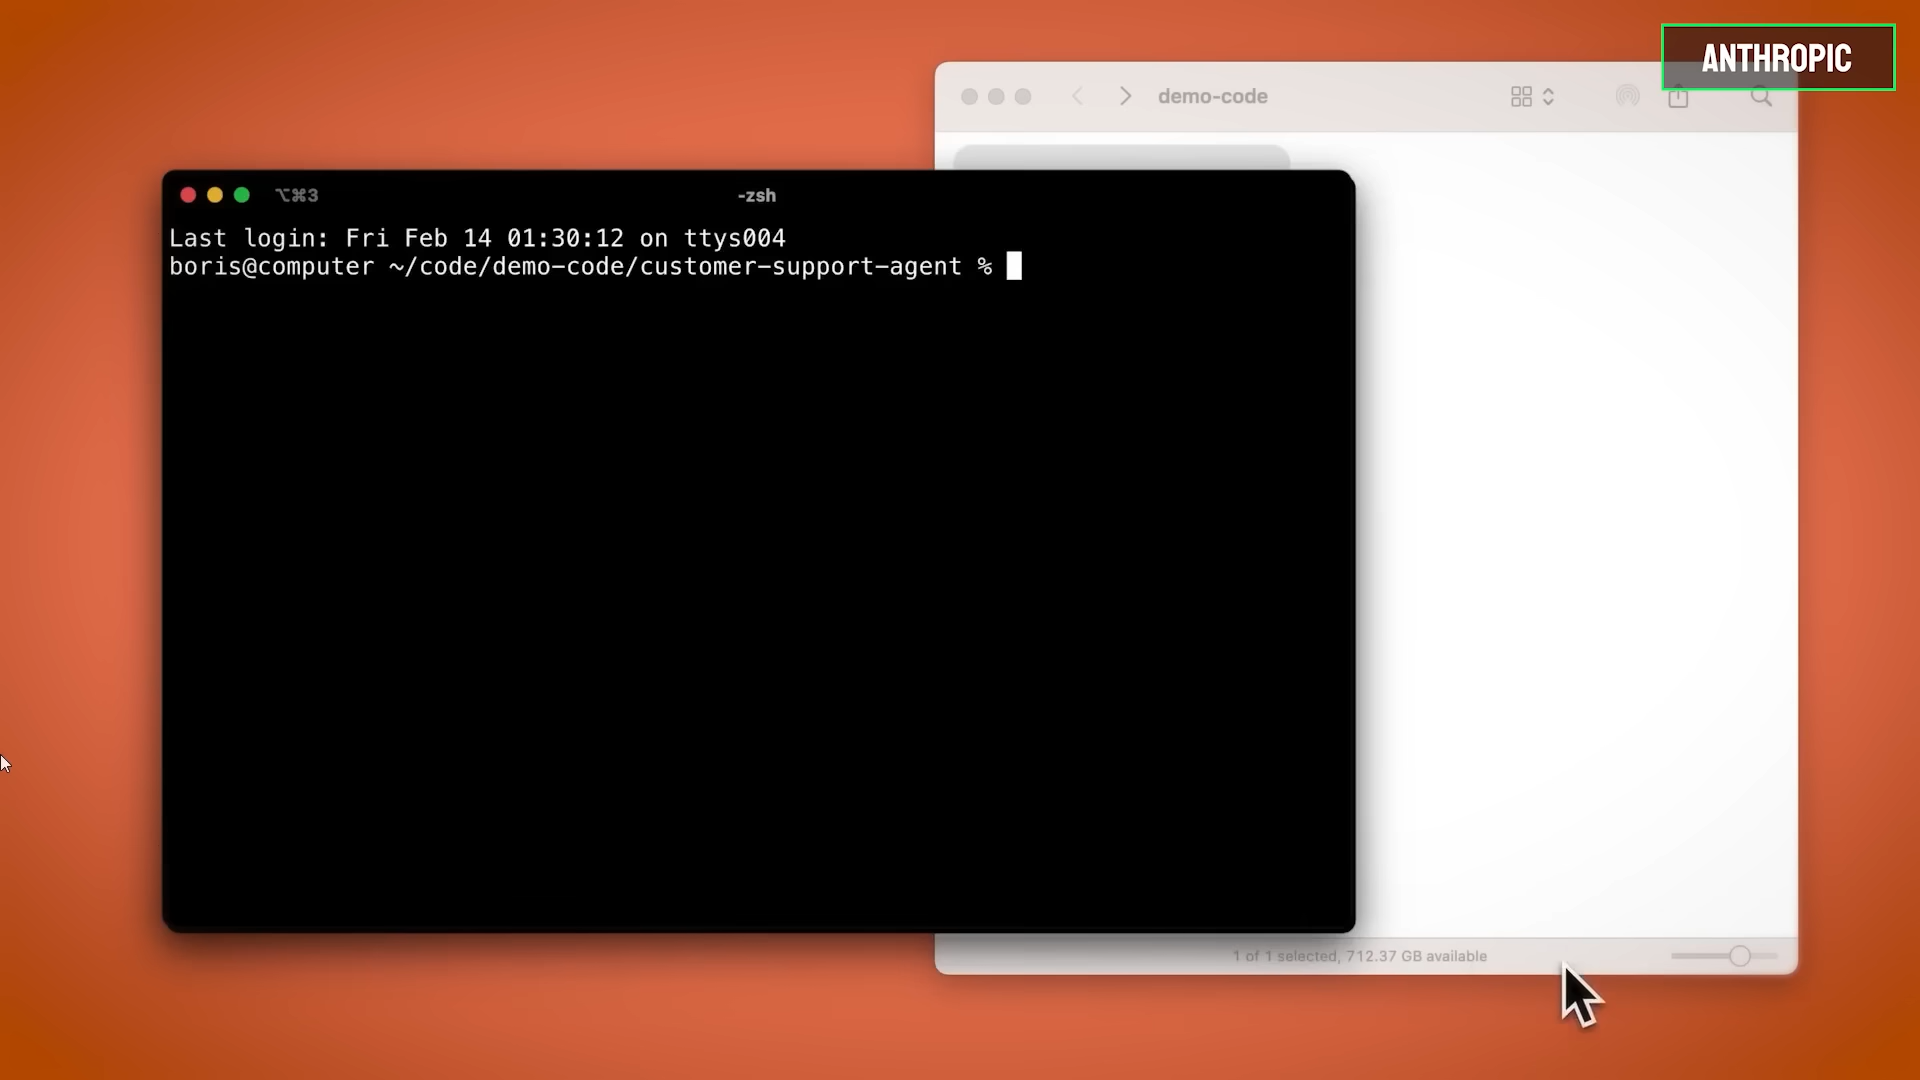 ANTHROPIC
demo-code
⌥⌘3
-zsh
Last login: Fri Feb 14 01:30:12 on ttys004
boris@computer ~/code/demo-code/customer-support-agent %
1 of 1 selected, 712.37 GB available